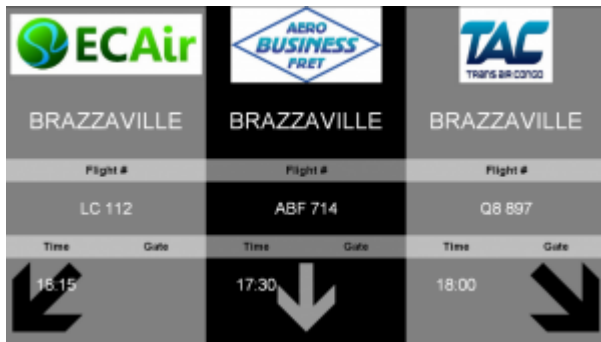 ECAir
BRAZZAVILLE
Flight #
LC 112
Time Gate
16:15
AERO
BUSINESS
FRET
BRAZZAVILLE
Flight #
ABF 714
Time Gate
17:30
TAC
TRANS AIR CONGO
BRAZZAVILLE
Flight #
Q8 897
Time Gate
18:00